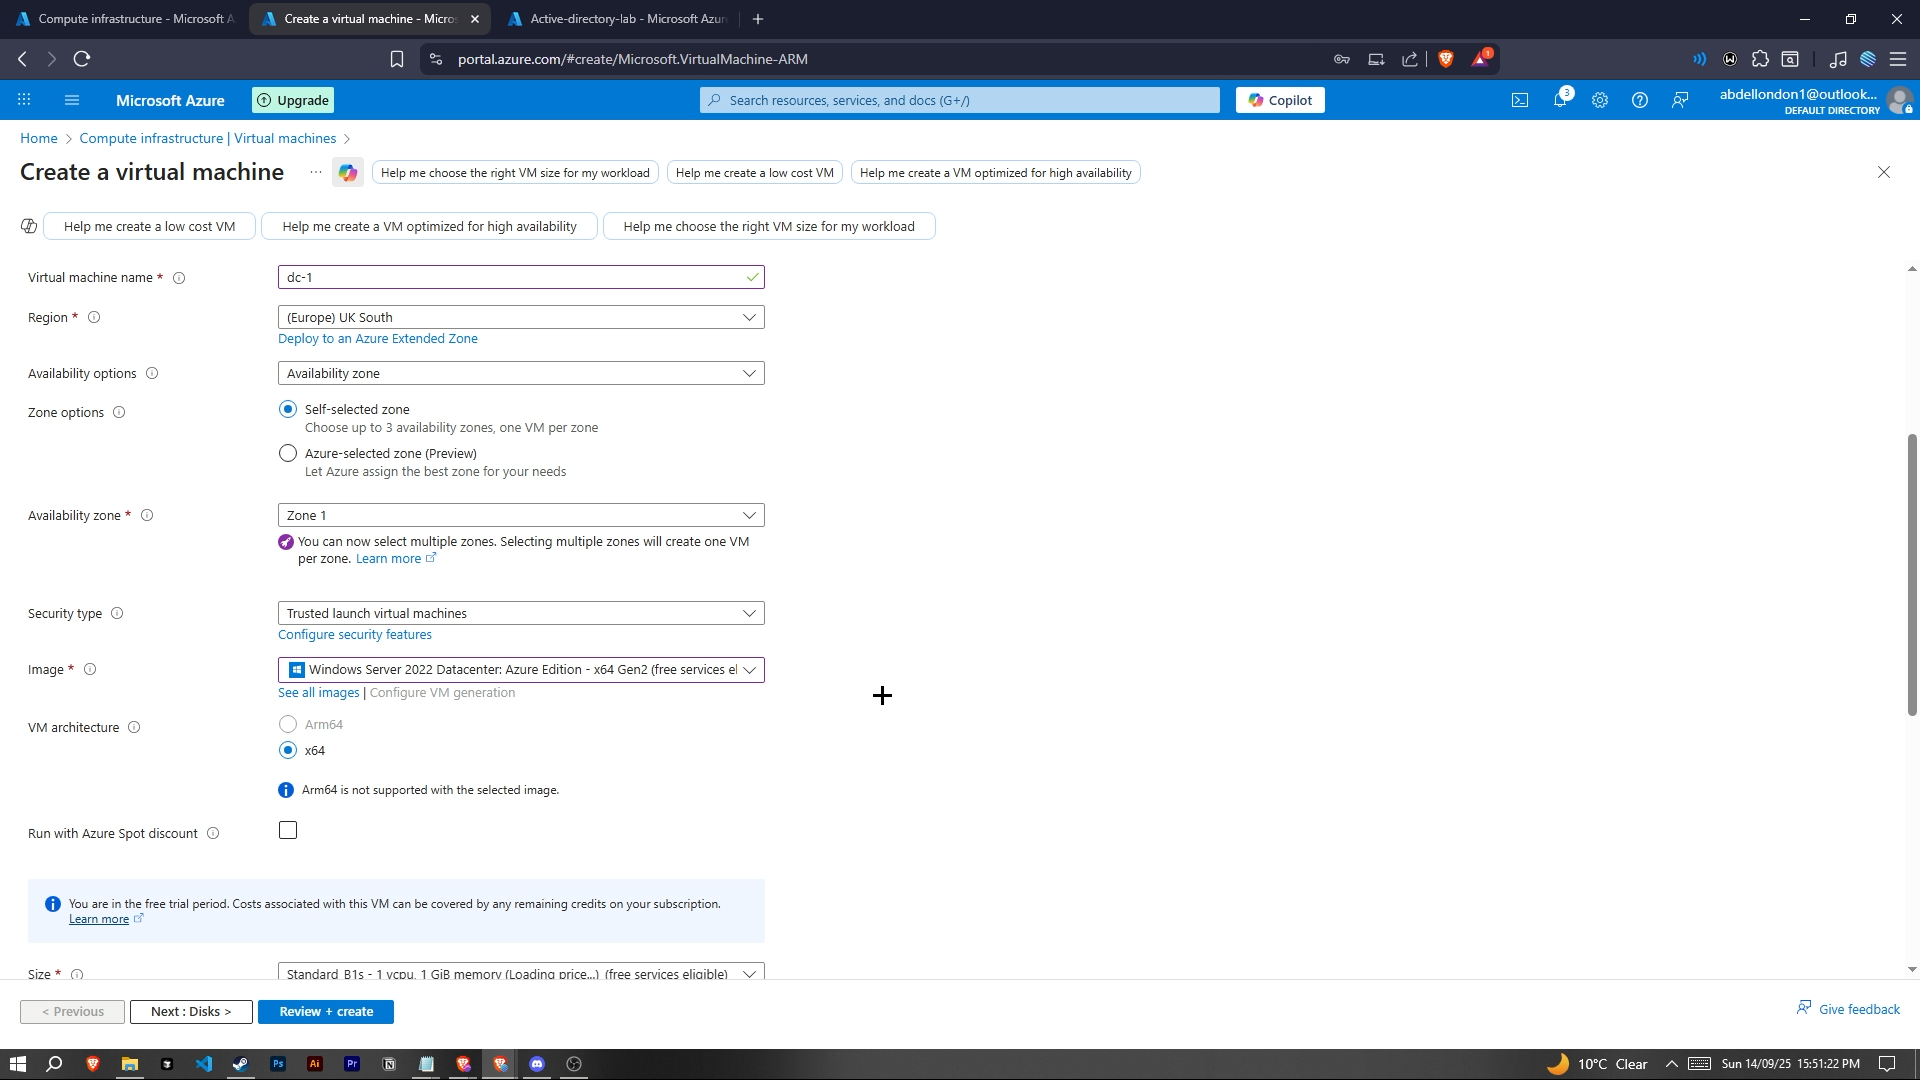 Compute infrastructure - Microsoft A
Create a virtual machine - Micros
Active-directory-lab - Microsoft Azur
portal.azure.com/#create/Microsoft.VirtualMachine-ARM
1
Microsoft Azure
Upgrade
Search resources, services, and docs (G+/)
Copilot
3
abdellondon1@outlook....
DEFAULT DIRECTORY
Home > Compute infrastructure | Virtual machines >
Create a virtual machine
...
Help me choose the right VM size for my workload
Help me create a low cost VM
Help me create a VM optimized for high availability
Help me create a low cost VM
Help me create a VM optimized for high availability
Help me choose the right VM size for my workload
Virtual machine name *
dc-1
Region *
(Europe) UK South
Deploy to an Azure Extended Zone
Availability options
Availability zone
Zone options
Self-selected zone
Choose up to 3 availability zones, one VM per zone
Azure-selected zone (Preview)
Let Azure assign the best zone for your needs
Availability zone *
Zone 1
You can now select multiple zones. Selecting multiple zones will create one VM
per zone. Learn more
Security type
Trusted launch virtual machines
Configure security features
Image *
Windows Server 2022 Datacenter: Azure Edition - x64 Gen2 (free services el
See all images | Configure VM generation
VM architecture
Arm64
x64
Arm64 is not supported with the selected image.
Run with Azure Spot discount
You are in the free trial period. Costs associated with this VM can be covered by any remaining credits on your subscription.
Learn more
Size *
Standard_B1s - 1 vcpu, 1 GiB memory (Loading price...) (free services eligible)
< Previous
Next : Disks >
Review + create
Give feedback
Ps
Ai
Pr
10°C Clear
Sun 14/09/25 15:51:22 PM